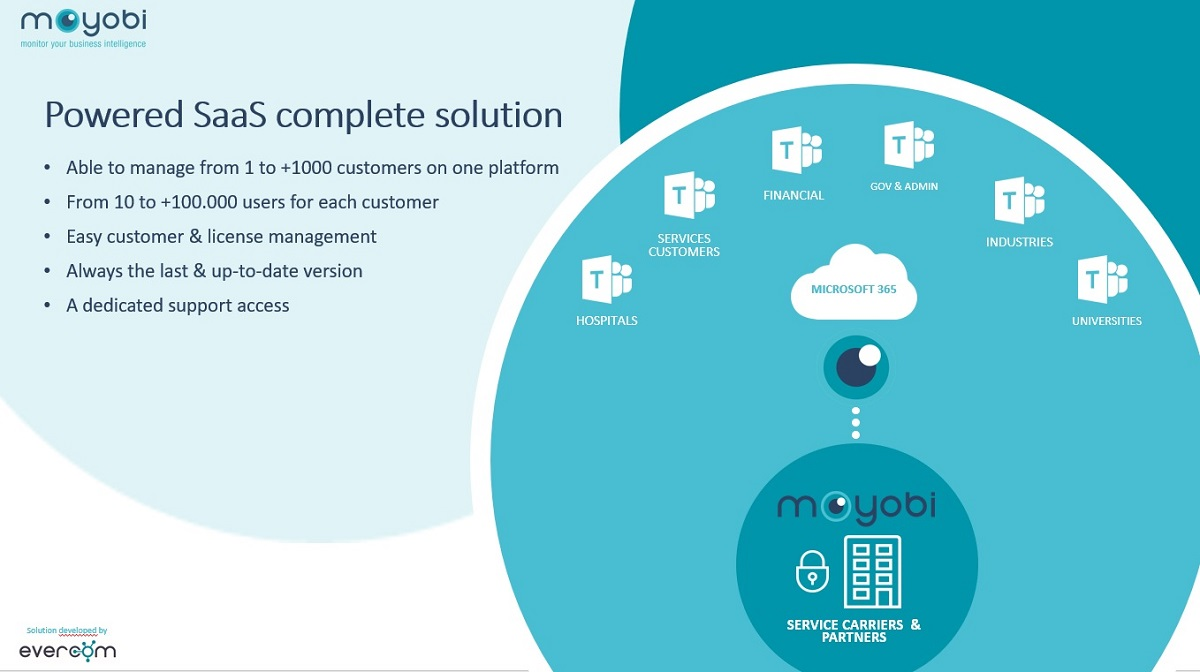 moyobi
monitor your business intelligence
Powered SaaS complete solution
• Able to manage from 1 to +1000 customers on one platform
• From 10 to +100.000 users for each customer
• Easy customer & license management
• Always the last & up-to-date version
• A dedicated support access
T
HOSPITALS
T
SERVICES
CUSTOMERS
T
FINANCIAL
T
GOV & ADMIN
T
INDUSTRIES
T
UNIVERSITIES
MICROSOFT 365
moyobi
SERVICE CARRIERS &
PARTNERS
Solution developed by
evercom